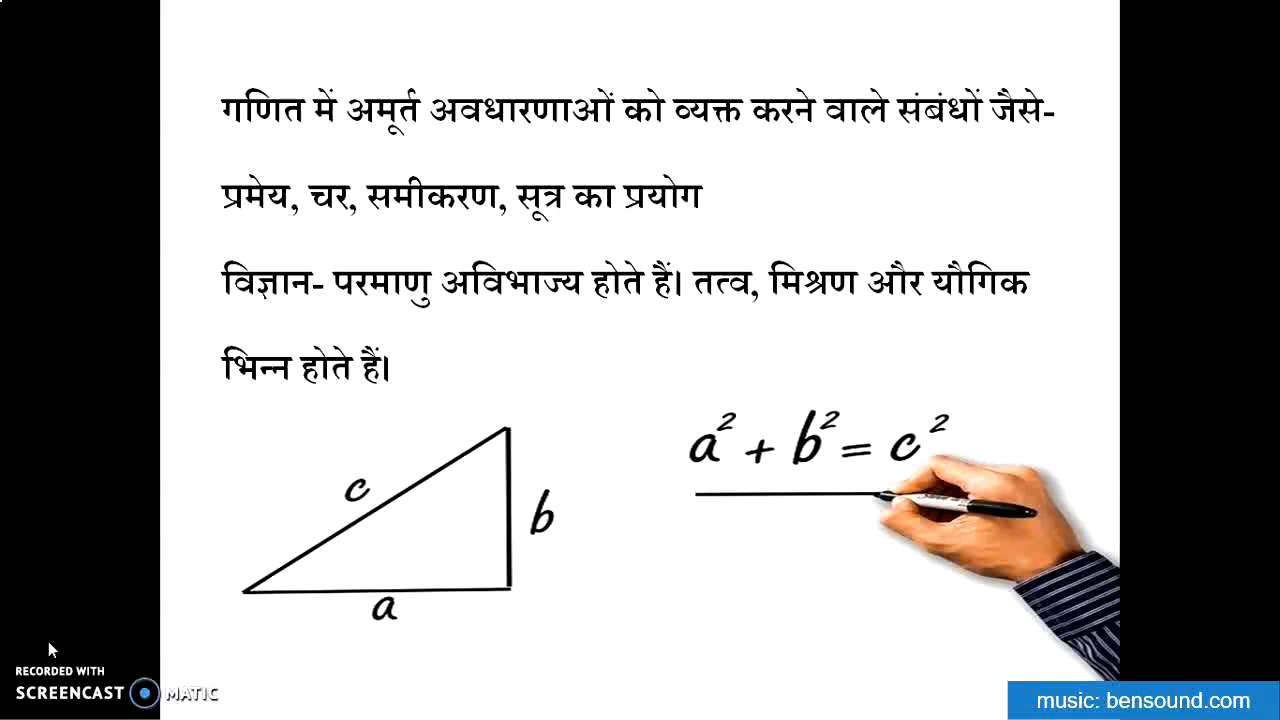 गणित में अमूर्त अवधारणाओं को व्यक्त करने वाले संबंधों जैसे-
प्रमेय, चर, समीकरण, सूत्र का प्रयोग
विज्ञान- परमाणु अविभाज्य होते हैं। तत्व, मिश्रण और यौगिक
भिन्न होते हैं।
a² + b² = c²
c
b
a
RECORDED WITH
SCREENCAST MATIC
music: bensound.com